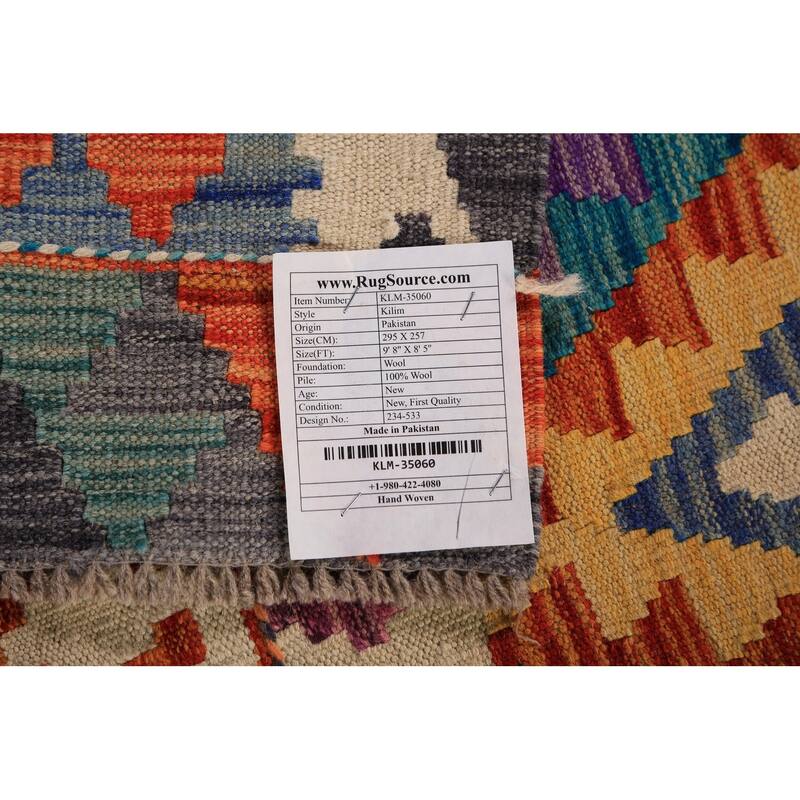 www.RugSource.com
Item Number: KLM-35060
Style Kilim
Origin Pakistan
Size(CM): 295 X 257
Size(FT): 9' 8" X 8' 5"
Foundation: Wool
Pile: 100% Wool
Age: New
Condition: New, First Quality
Design No.: 234-533
Made in Pakistan
KLM-35060
+1-980-422-4080
Hand Woven